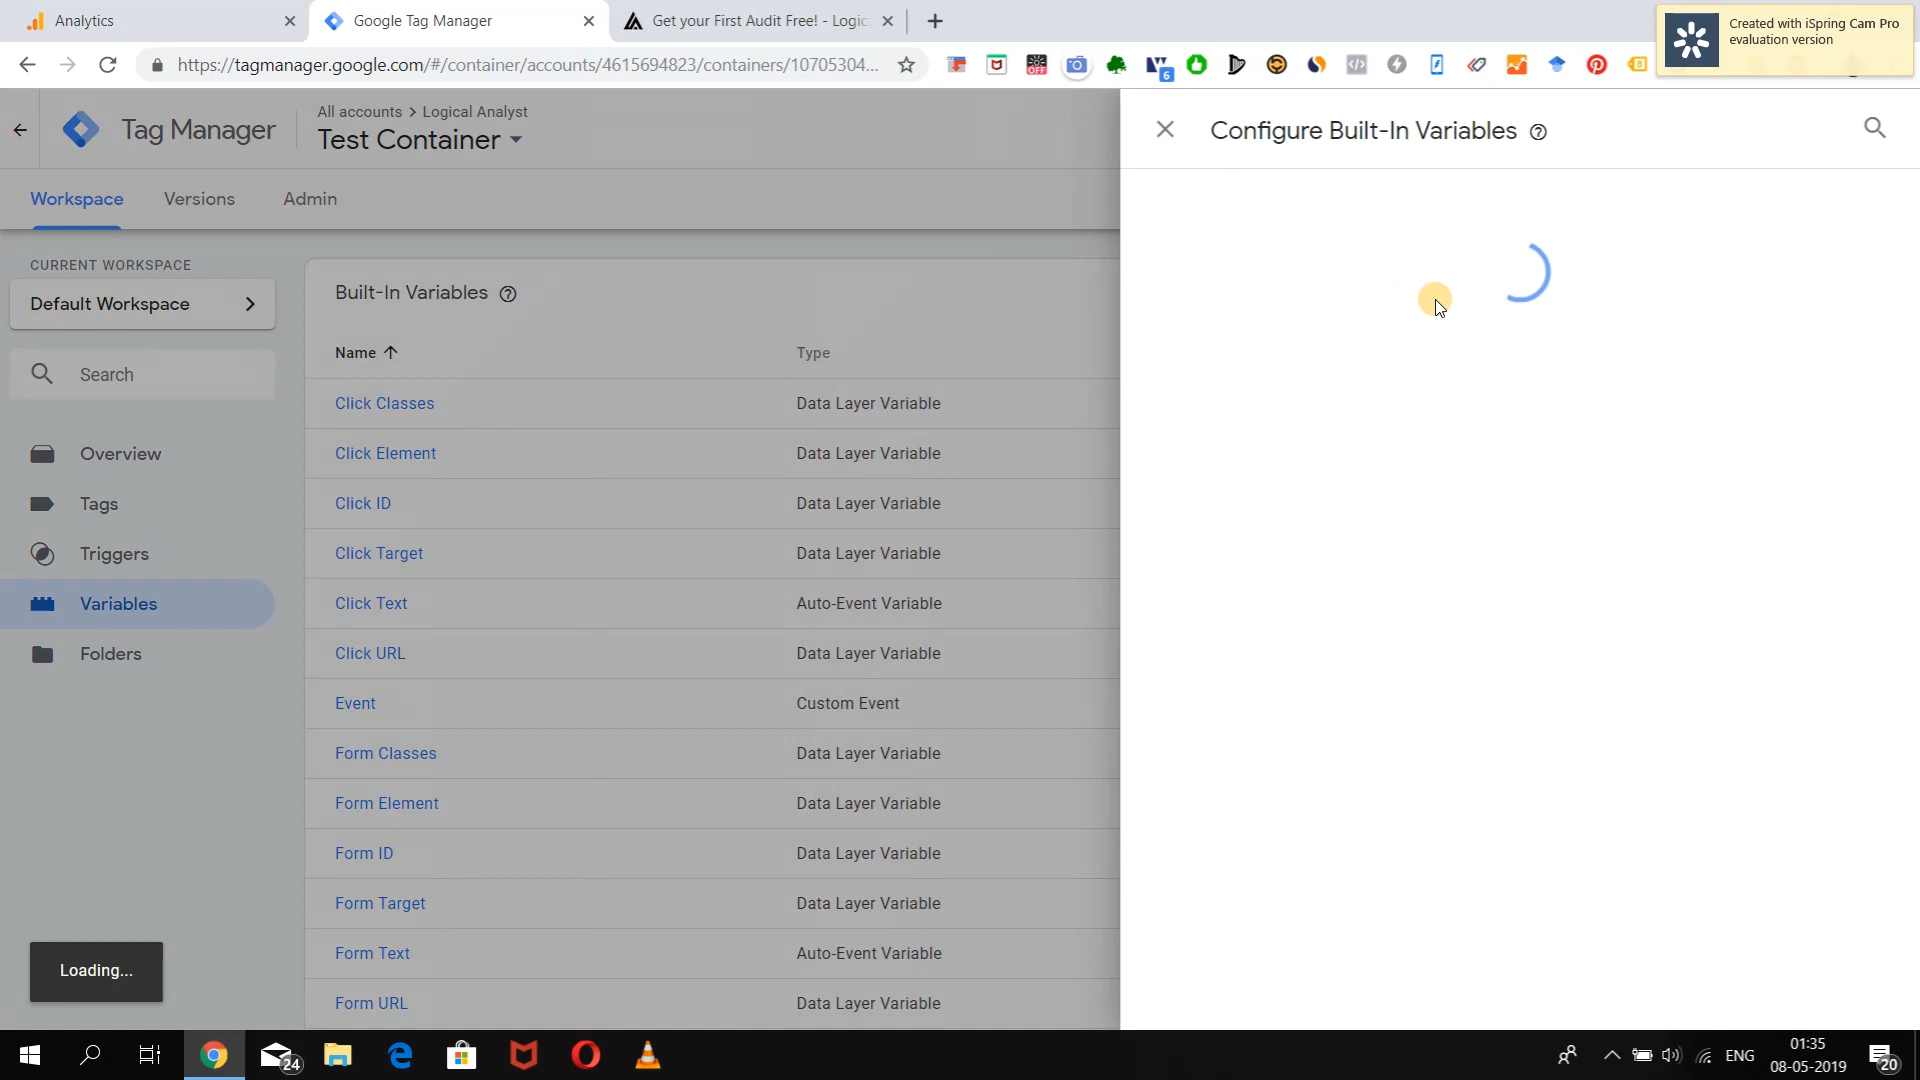 Analytics
Google Tag Manager
Get your First Audit Free! - Logic
Created with iSpring Cam Pro
evaluation version
https://tagmanager.google.com/#/container/accounts/4615694823/containers/10705304...
OFF
6
8
Tag Manager
All accounts > Logical Analyst
Test Container
Configure Built-In Variables
Workspace
Versions
Admin
CURRENT WORKSPACE
Default Workspace
Search
Overview
Tags
Triggers
Variables
Folders
Built-In Variables
Name
Type
Click Classes
Data Layer Variable
Click Element
Data Layer Variable
Click ID
Data Layer Variable
Click Target
Data Layer Variable
Click Text
Auto-Event Variable
Click URL
Data Layer Variable
Event
Custom Event
Form Classes
Data Layer Variable
Form Element
Data Layer Variable
Form ID
Data Layer Variable
Form Target
Data Layer Variable
Form Text
Auto-Event Variable
Form URL
Data Layer Variable
Loading...
24
ENG
01:35
08-05-2019
20